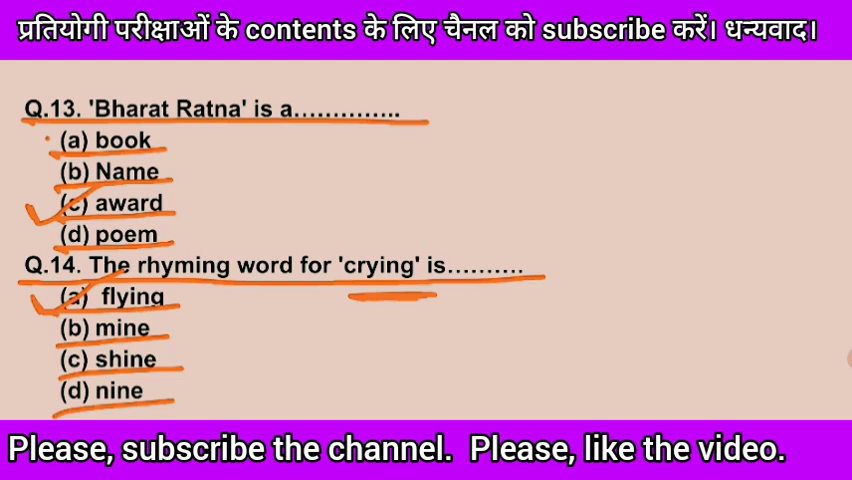 प्रतियोगी परीक्षाओं के contents के लिए चैनल को subscribe करें। धन्यवाद।
Q.13. 'Bharat Ratna' is a..............
(a) book
(b) Name
(c) award
(d) poem
Q.14. The rhyming word for 'crying' is..........
(a) flying
(b) mine
(c) shine
(d) nine
Please, subscribe the channel. Please, like the video.